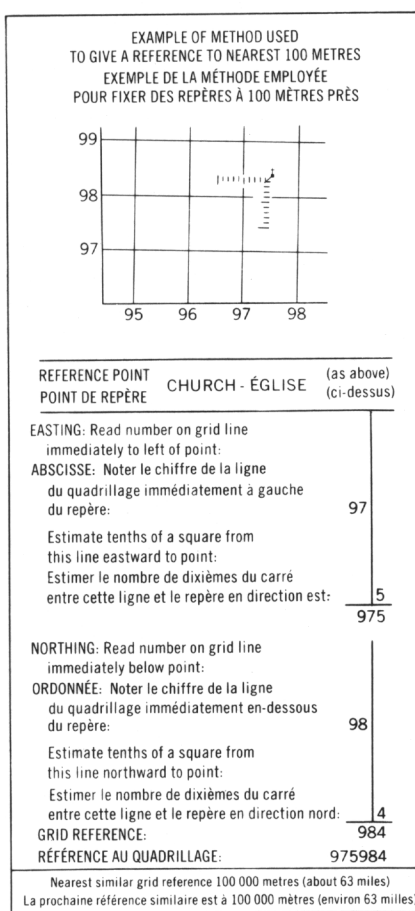 EXAMPLE OF METHOD USED
TO GIVE A REFERENCE TO NEAREST 100 METRES
EXEMPLE DE LA MÉTHODE EMPLOYÉE
POUR FIXER DES REPÈRES À 100 MÈTRES PRÈS
99
98
97
95 96 97 98
REFERENCE POINT
POINT DE REPÈRE
CHURCH - ÉGLISE
(as above)
(ci-dessus)
EASTING: Read number on grid line
immediately to left of point:
ABSCISSE: Noter le chiffre de la ligne
du quadrillage immédiatement à gauche
du repère: 97
Estimate tenths of a square from
this line eastward to point:
Estimer le nombre de dixièmes du carré
entre cette ligne et le repère en direction est: 5
975
NORTHING: Read number on grid line
immediately below point:
ORDONNÉE: Noter le chiffre de la ligne
du quadrillage immédiatement en-dessous
du repère: 98
Estimate tenths of a square from
this line northward to point:
Estimer le nombre de dixièmes du carré
entre cette ligne et le repère en direction nord: 4
GRID REFERENCE: 984
RÉFÉRENCE AU QUADRILLAGE: 975984
Nearest similar grid reference 100 000 metres (about 63 miles)
La prochaine référence similaire est à 100 000 mètres (environ 63 milles)